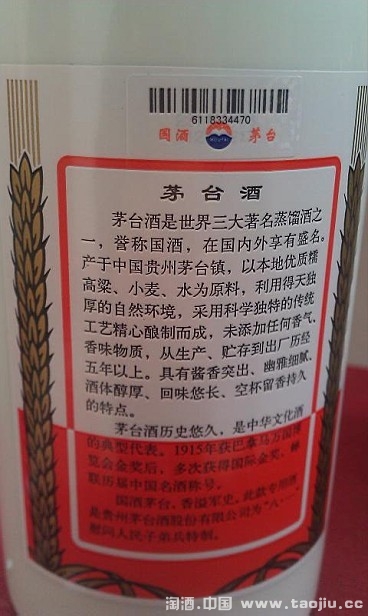 6118334470
国酒 茅台
茅台酒
茅台酒是世界三大著名蒸馏酒之
一，誉称国酒，在国内外享有盛名。
产于中国贵州茅台镇，以本地优质糯
高粱、小麦、水为原料，利用得天独
厚的自然环境，采用科学独特的传统
工艺精心酿制而成，未添加任何香气、
香味物质，从生产、贮存到出厂历经
五年以上。具有酱香突出、幽雅细腻、
酒体醇厚、回味悠长、空杯留香持久
的特点。
茅台酒历史悠久，是中华文化酒
的典型代表。1915年获巴拿马万国博
览会金奖后，多次获得国际金奖，蝉
联历届中国名酒称号。
国酒茅台，香溢军史。此款专用酒
是贵州茅台酒股份有限公司为“八一”
慰问人民子弟兵特制。
淘酒.中国 www.taojiu.cc